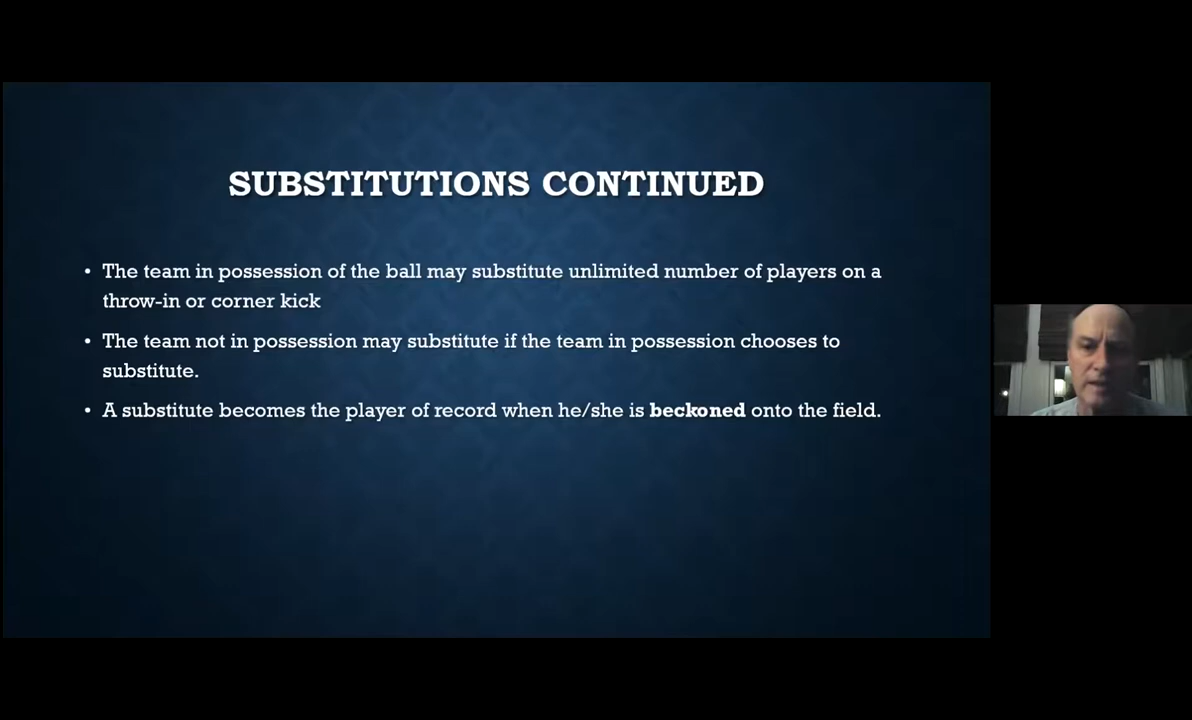 SUBSTITUTIONS CONTINUED
• The team in possession of the ball may substitute unlimited number of players on a
throw-in or corner kick
• The team not in possession may substitute if the team in possession chooses to
substitute.
• A substitute becomes the player of record when he/she is beckoned onto the field.